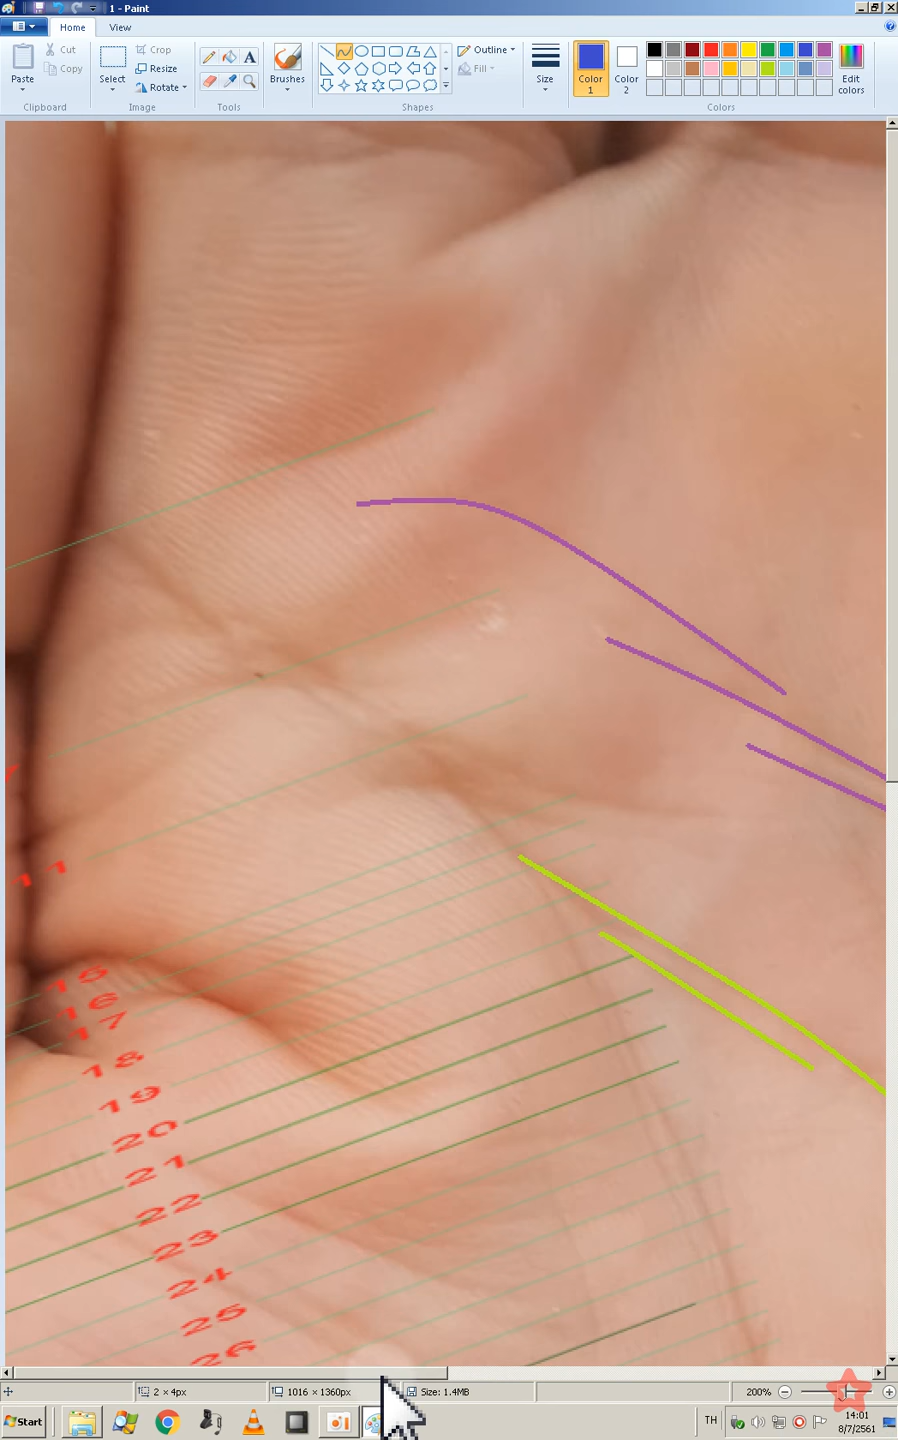 1 - Paint
Home View
Cut
Copy
Paste
Clipboard
Crop
Resize
Rotate
Select
Image
A
Tools
Brushes
Outline
Fill
Shapes
Size
Color 1
Color 2
Edit colors
Colors
11
15
16
17
18
19
20
21
22
23
24
25
26
2 × 4px
1016 × 1360px
Size: 1.4MB
200%
Start
TH
14:01
8/7/2561